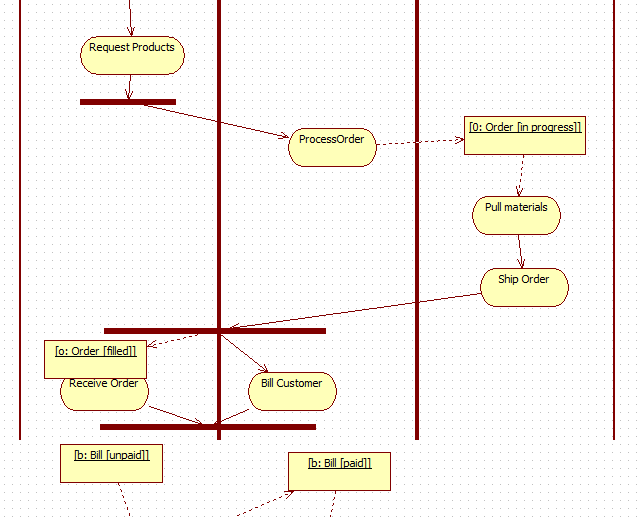 Request Products
ProcessOrder
[0: Order [in progress]]
Pull materials
Ship Order
[o: Order [filled]]
Receive Order
Bill Customer
[b: Bill [unpaid]]
[b: Bill [paid]]